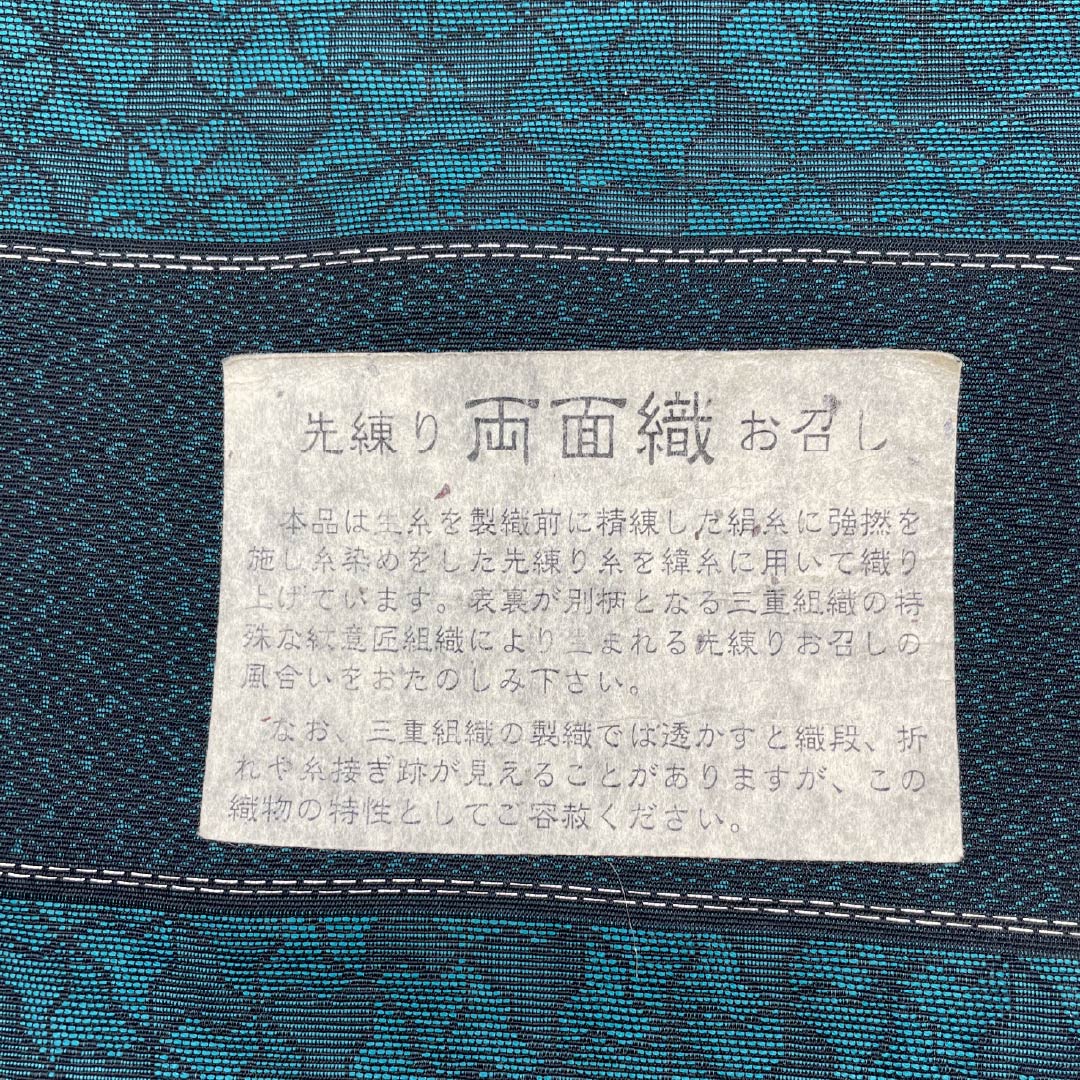 先練り両面織お召し
本品は生糸を製織前に精練した絹糸に強撚を
施し糸染めをした先練り糸を緯糸に用いて織り
上げています。表裏が別柄となる三重組織の特
殊な紋意匠組織により生まれる先練りお召しの
風合いをおたのしみ下さい。
なお、三重組織の製織では透かすと織段、折
れや糸接ぎ跡が見えることがありますが、この
織物の特性としてご容赦ください。